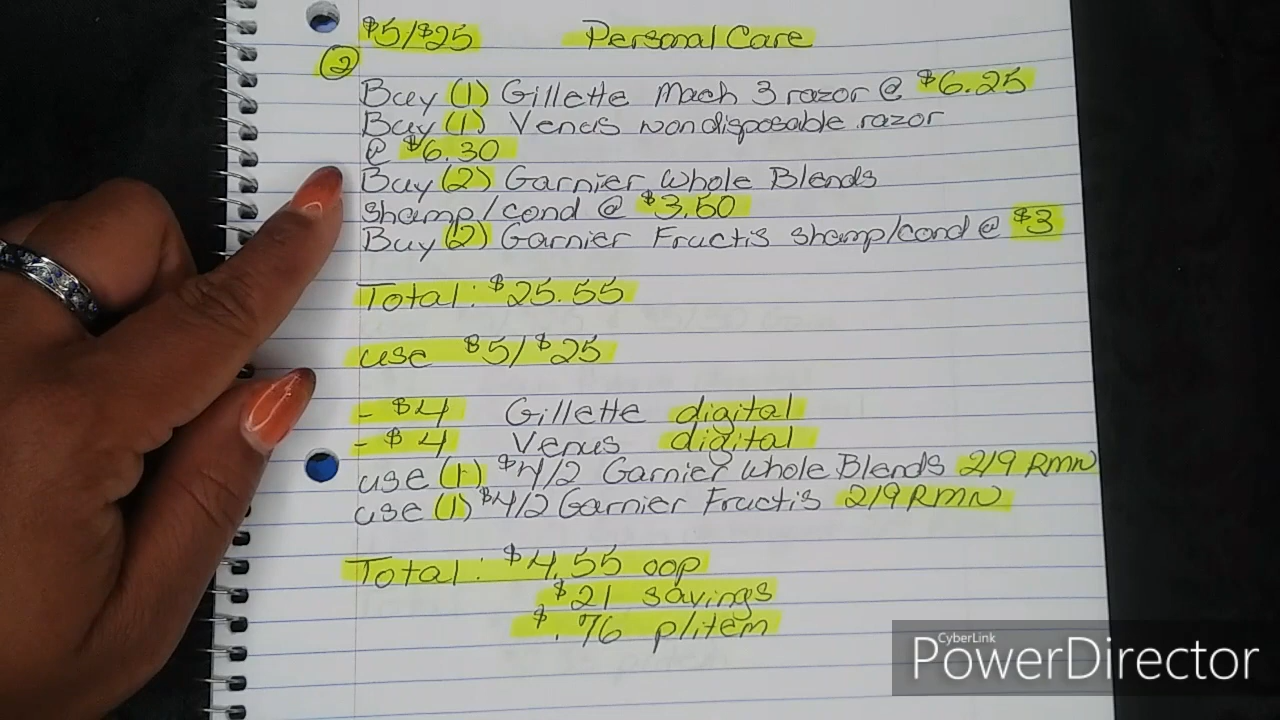 $5/$25 Personal Care
2
Buy (1) Gillette Mach 3 razor @ $6.25
Buy (1) Venus nondisposable razor
@ $6.30
Buy (2) Garnier Whole Blends
shamp/cond @ $3.50
Buy (2) Garnier Fructis shamp/cond @ $3
Total: $25.55
use $5/$25
- $4 Gillette digital
- $4 Venus digital
use (1) $4/2 Garnier Whole Blends 2/9 RMN
use (1) $4/2 Garnier Fructis 2/9 RMN
Total: $4.55 oop
$21 savings
$.76 p/item
CyberLink
PowerDirector